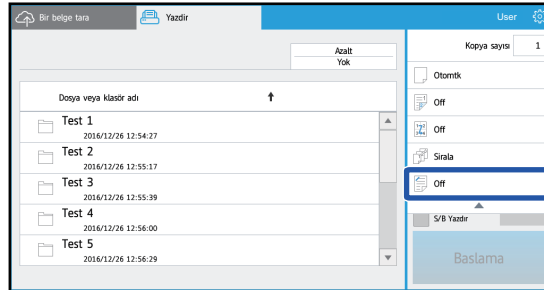 Bir belge tara
Yazdir
User
Azalt
Yok
Kopya sayısı 1
Dosya veya klasör adı
Otomtk
Off
Off
Sirala
Off
Test 1
2016/12/26 12:54:27
Test 2
2016/12/26 12:55:17
Test 3
2016/12/26 12:55:39
Test 4
2016/12/26 12:56:00
Test 5
2016/12/26 12:56:29
S/B Yazdır
Baslama